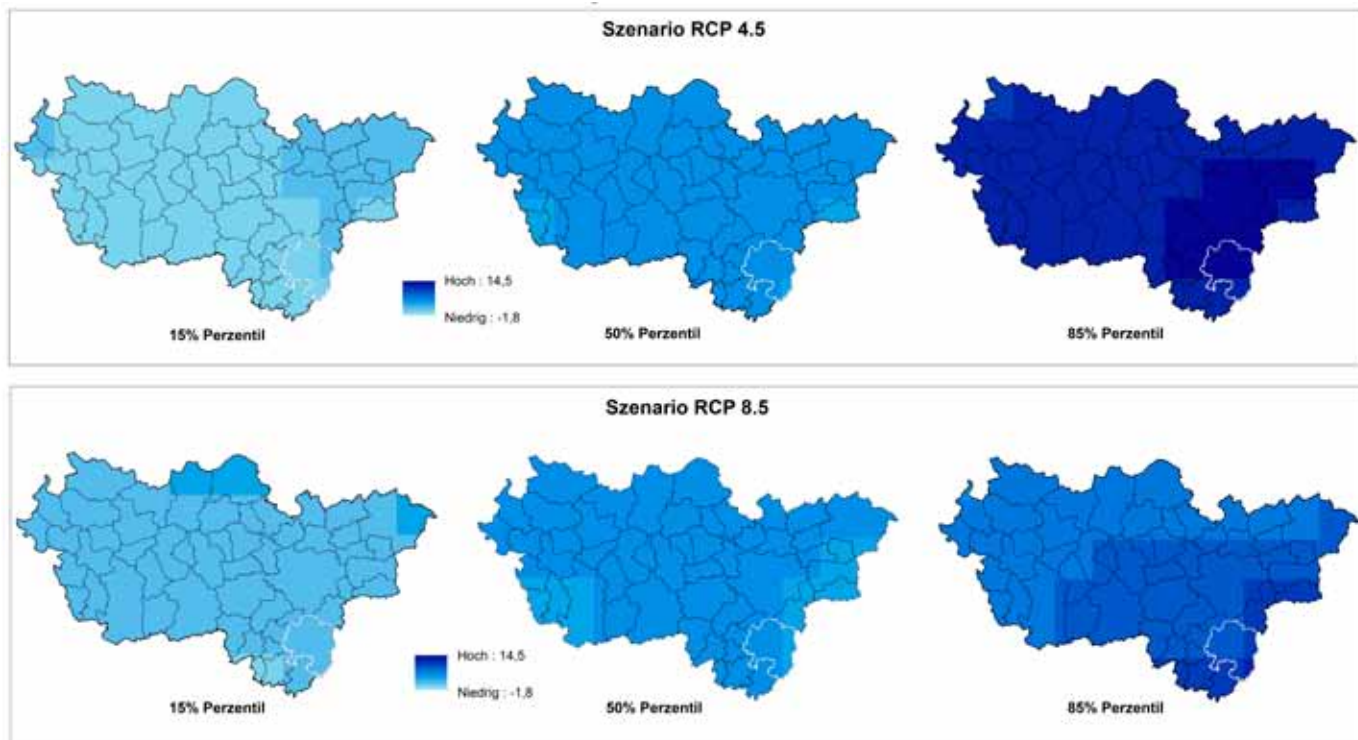 Szenario RCP 4.5
Hoch : 14,5
Niedrig : -1,8
15% Perzentil
50% Perzentil
85% Perzentil
Szenario RCP 8.5
Hoch : 14,5
Niedrig : -1,8
15% Perzentil
50% Perzentil
85% Perzentil